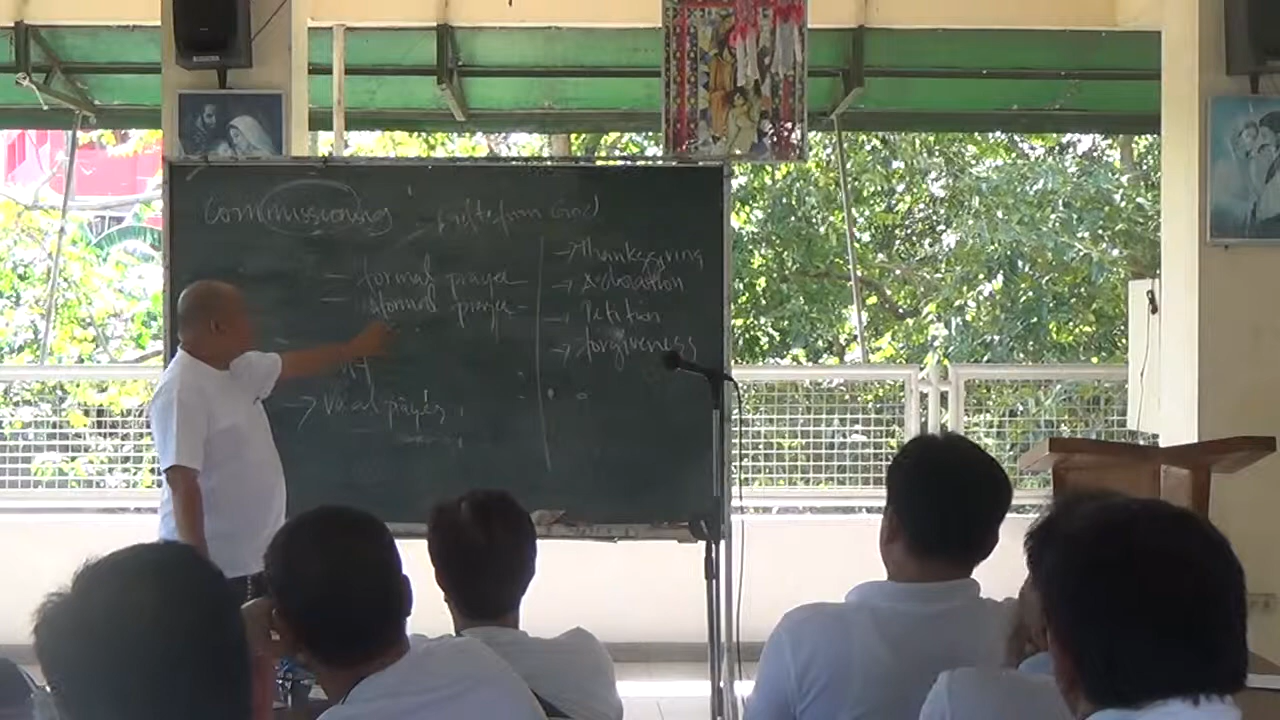 Commissioning
Gifts from God
= formal prayer
= informal prayer
→ Vocal prayer
→ Thanksgiving
→ Adoration
→ Petition
→ forgiveness